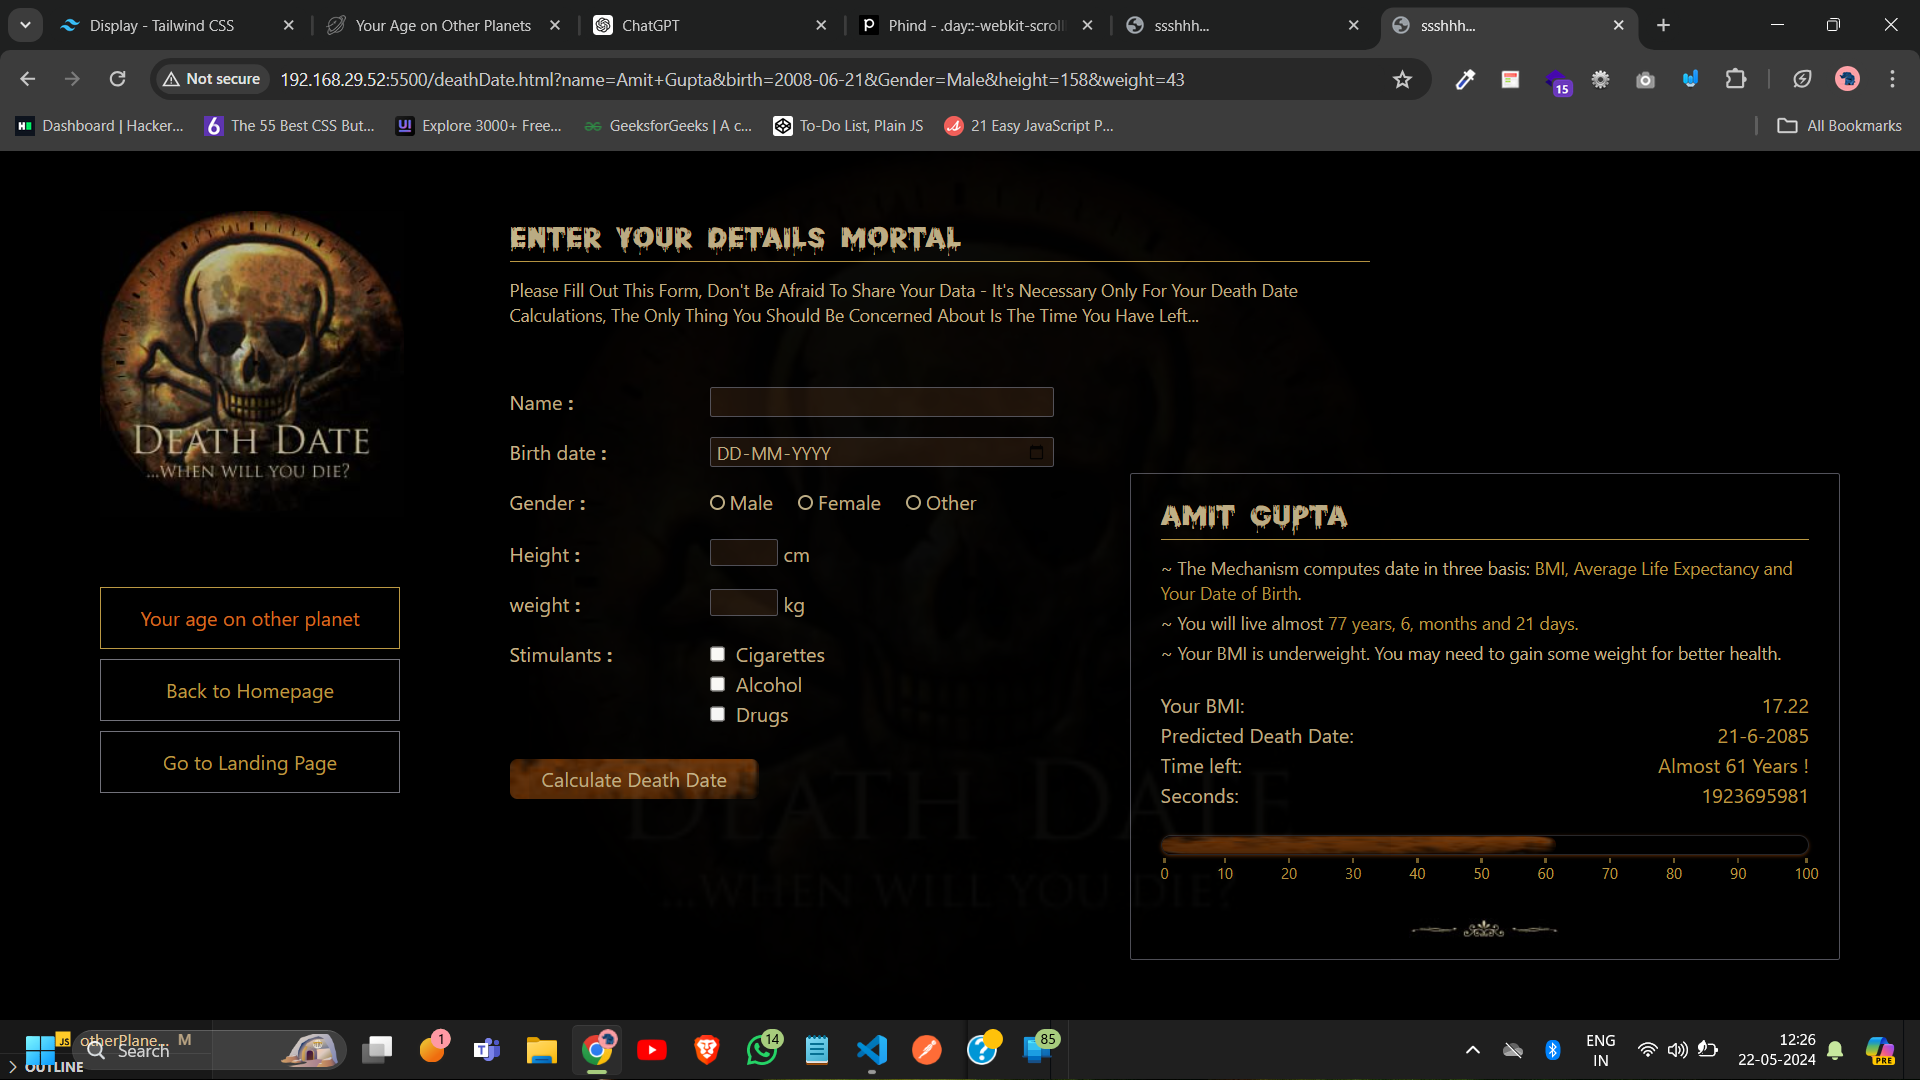 Display - Tailwind CSS
Your Age on Other Planets
ChatGPT
Phind - .day::-webkit-scroll
ssshhh...
ssshhh...
Not secure
192.168.29.52:5500/deathDate.html?name=Amit+Gupta&birth=2008-06-21&Gender=Male&height=158&weight=43
15
Dashboard | Hacker...
6
The 55 Best CSS But...
UI
Explore 3000+ Free...
GeeksforGeeks | A c...
To-Do List, Plain JS
21 Easy JavaScript P...
All Bookmarks
DEATH DATE
...WHEN WILL YOU DIE?
Your age on other planet
Back to Homepage
Go to Landing Page
ENTER YOUR DETAILS MORTAL
Please Fill Out This Form, Don't Be Afraid To Share Your Data - It's Necessary Only For Your Death Date
Calculations, The Only Thing You Should Be Concerned About Is The Time You Have Left...
Name :
Birth date :
DD-MM-YYYY
Gender :
Male
Female
Other
Height :
cm
weight :
kg
Stimulants :
Cigarettes
Alcohol
Drugs
Calculate Death Date
DEATH DATE
...WHEN WILL YOU DIE?
AMIT GUPTA
~ The Mechanism computes date in three basis: BMI, Average Life Expectancy and
Your Date of Birth.
~ You will live almost 77 years, 6, months and 21 days.
~ Your BMI is underweight. You may need to gain some weight for better health.
Your BMI:
17.22
Predicted Death Date:
21-6-2085
Time left:
Almost 61 Years !
Seconds:
1923695981
0 10 20 30 40 50 60 70 80 90 100
JS
otherPlane...
M
Search
OUTLINE
1
14
85
ENG
IN
12:26
22-05-2024
PRE